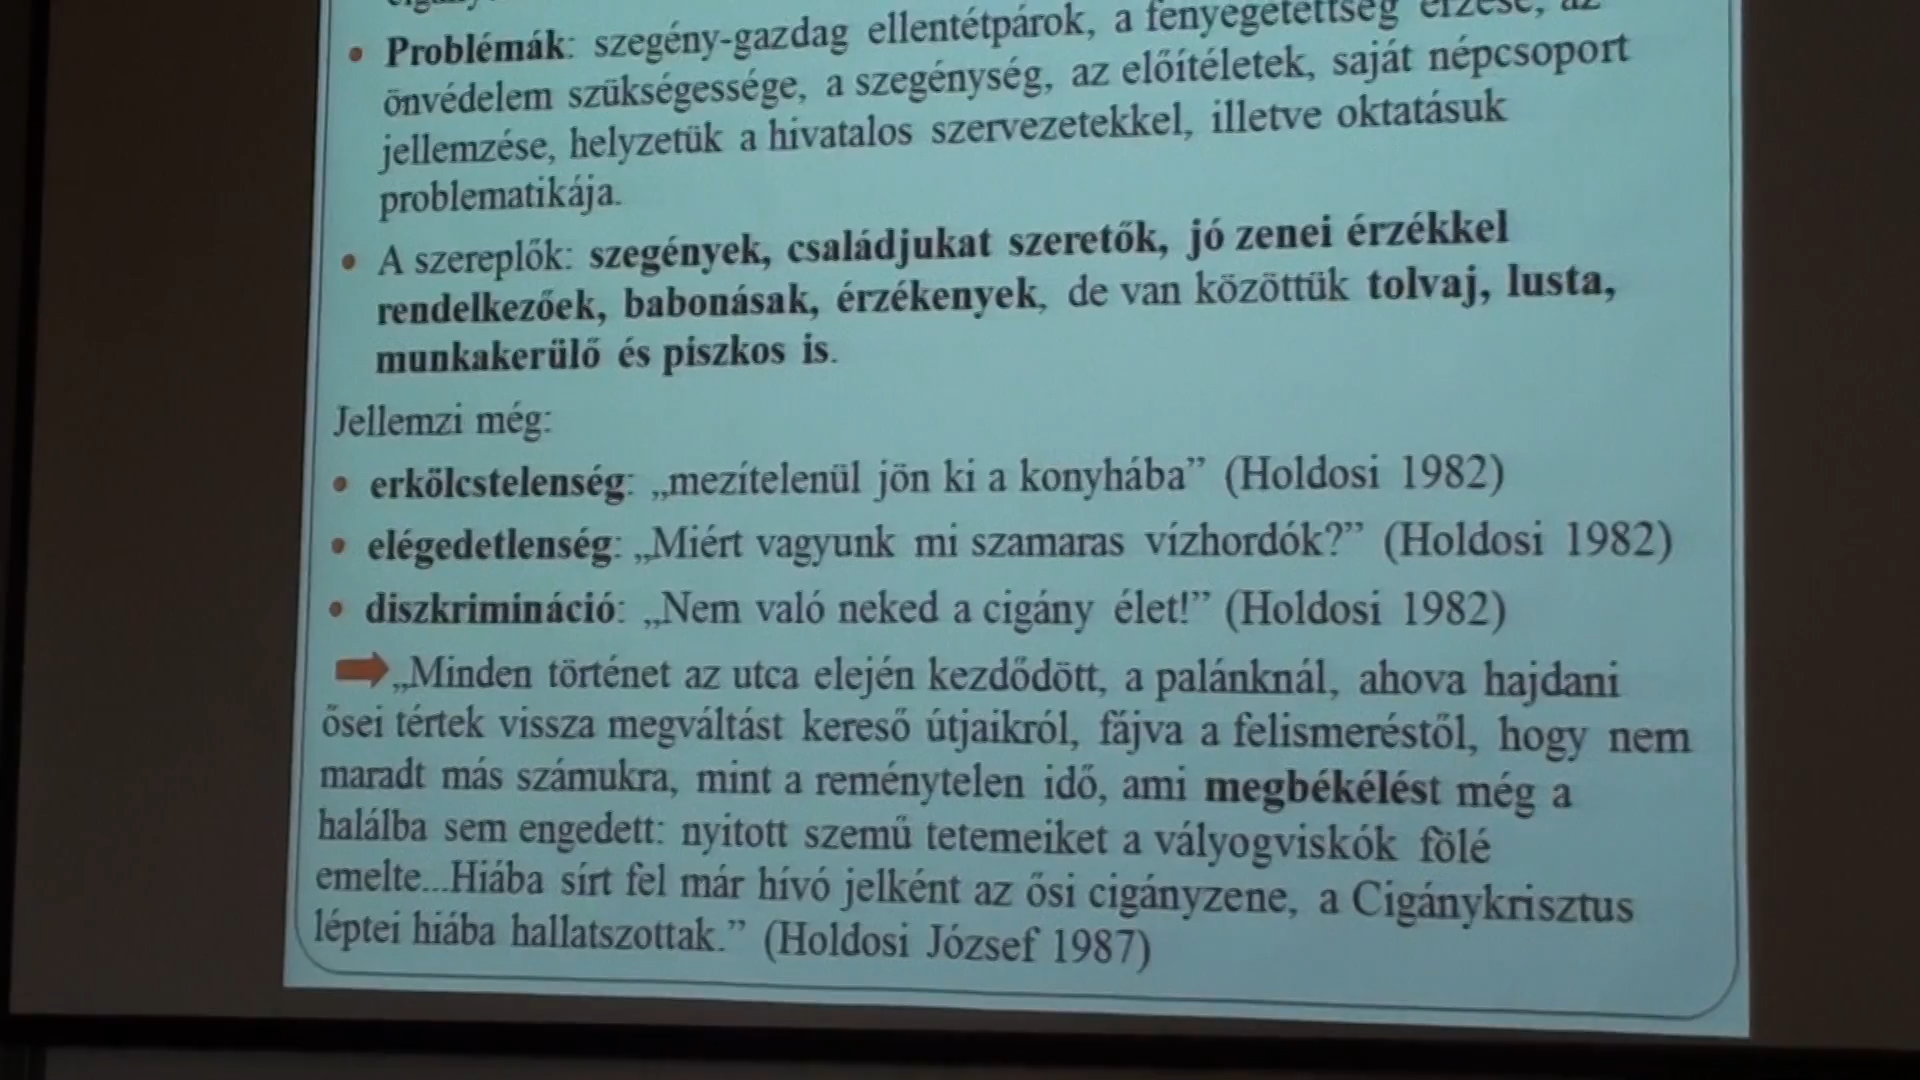 • Problémák: szegény-gazdag ellentétpárok, a fenyegetettség érzése, az
önvédelem szükségessége, a szegénység, az előítéletek, saját népcsoport
jellemzése, helyzetük a hivatalos szervezetekkel, illetve oktatásuk
problematikája.
• A szereplők: szegények, családjukat szeretők, jó zenei érzékkel
rendelkezőek, babonásak, érzékenyek, de van közöttük tolvaj, lusta,
munkakerülő és piszkos is.
Jellemzi még:
• erkölcstelenség: „mezítelenül jön ki a konyhába” (Holdosi 1982)
• elégedetlenség: „Miért vagyunk mi szamaras vízhordók?” (Holdosi 1982)
• diszkrimináció: „Nem való neked a cigány élet!” (Holdosi 1982)
„Minden történet az utca elején kezdődött, a palánknál, ahova hajdani
ősei tértek vissza megváltást kereső útjaikról, fájva a felismeréstől, hogy nem
maradt más számukra, mint a reménytelen idő, ami megbékélést még a
halálba sem engedett: nyitott szemű tetemeiket a vályogviskók fölé
emelte...Hiába sírt fel már hívó jelként az ősi cigányzene, a Cigánykrisztus
léptei hiába hallatszottak.” (Holdosi József 1987)